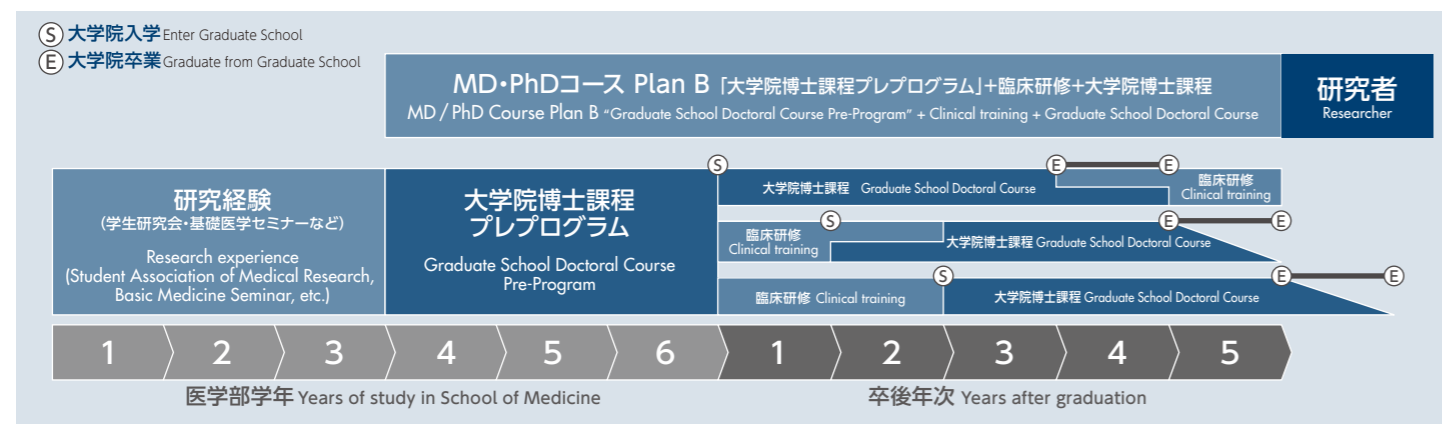 Ⓢ 大学院入学 Enter Graduate School
Ⓔ 大学院卒業 Graduate from Graduate School
MD・PhDコース Plan B 「大学院博士課程プレプログラム」+臨床研修+大学院博士課程
MD / PhD Course Plan B “Graduate School Doctoral Course Pre-Program” + Clinical training + Graduate School Doctoral Course
研究者
Researcher
研究経験
(学生研究会・基礎医学セミナーなど)
Research experience
(Student Association of Medical Research,
Basic Medicine Seminar, etc.)
大学院博士課程
プレプログラム
Graduate School Doctoral Course
Pre-Program
Ⓢ Ⓔ Ⓔ
大学院博士課程 Graduate School Doctoral Course
臨床研修
Clinical training
Ⓢ Ⓔ Ⓔ
臨床研修
Clinical training
大学院博士課程 Graduate School Doctoral Course
Ⓢ Ⓔ Ⓔ
臨床研修 Clinical training
大学院博士課程 Graduate School Doctoral Course
1 2 3 4 5 6 1 2 3 4 5
医学部学年 Years of study in School of Medicine
卒後年次 Years after graduation